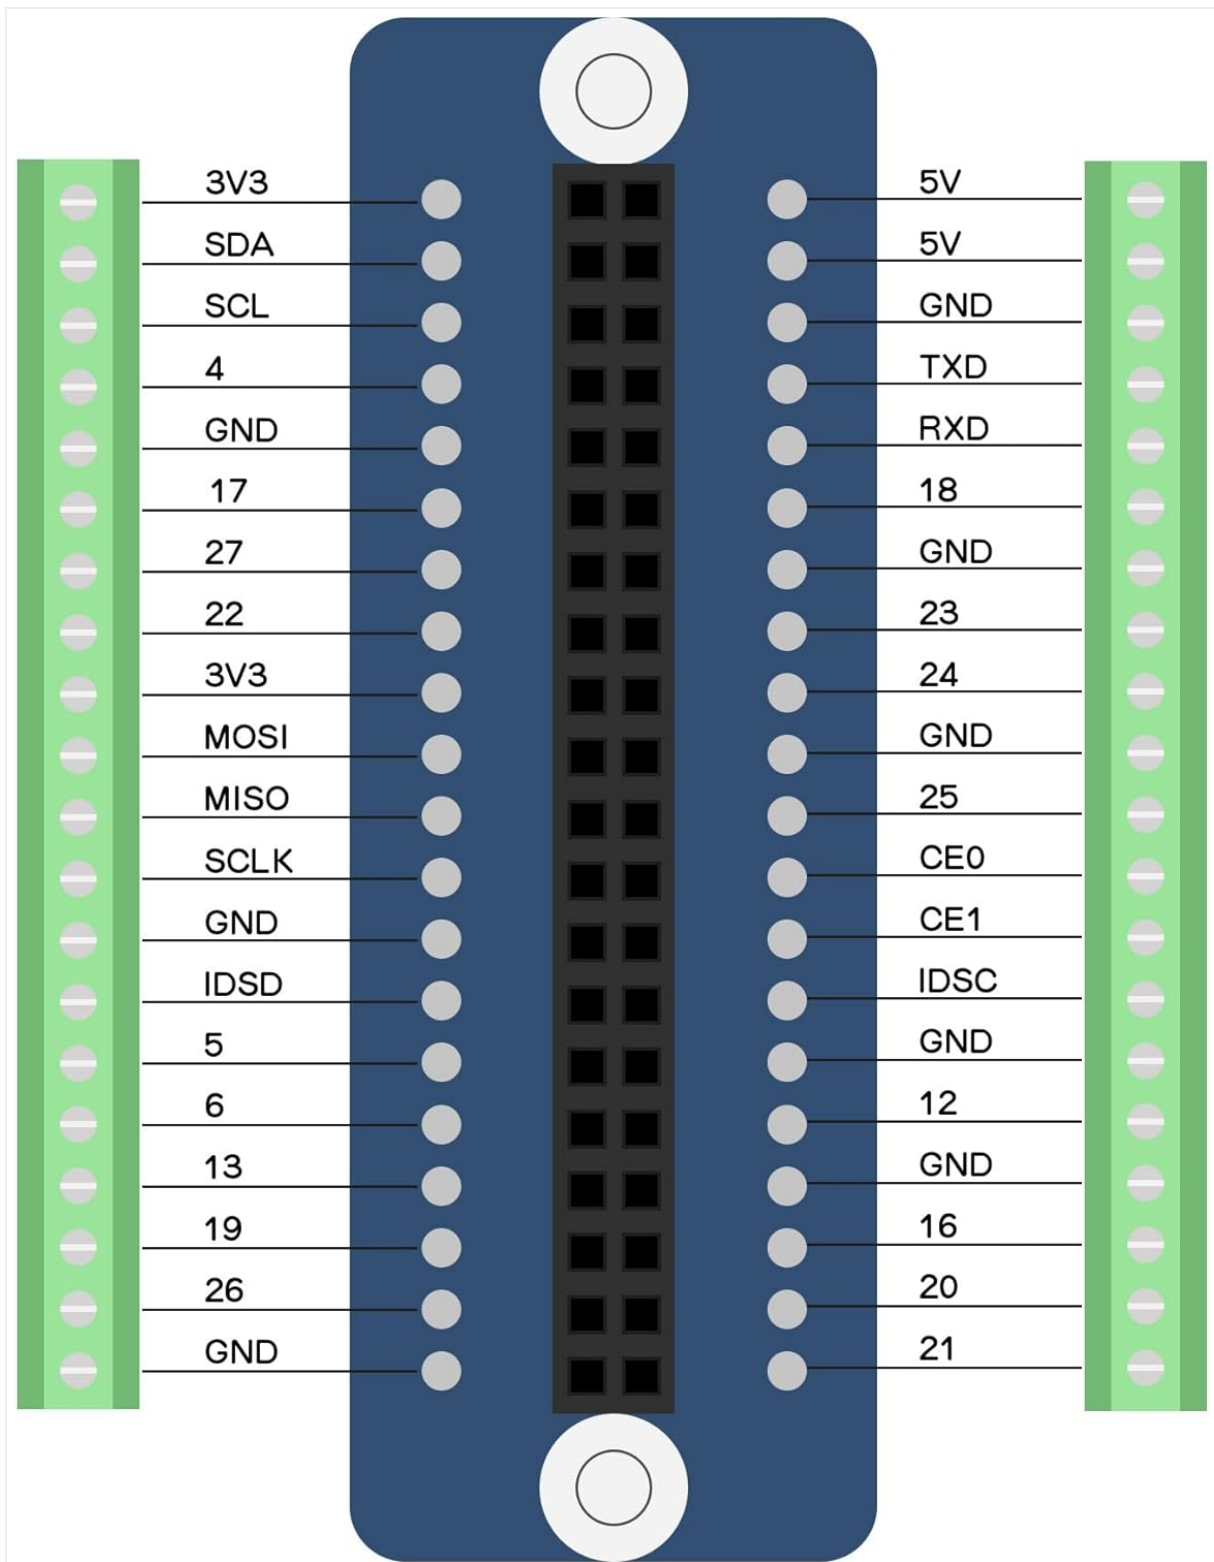 3V3
5V
SDA
5V
SCL
GND
4
TXD
GND
RXD
17
18
27
GND
22
23
3V3
24
MOSI
GND
MISO
25
SCLK
CE0
GND
CE1
IDSD
IDSC
5
GND
6
12
13
GND
19
16
26
20
GND
21